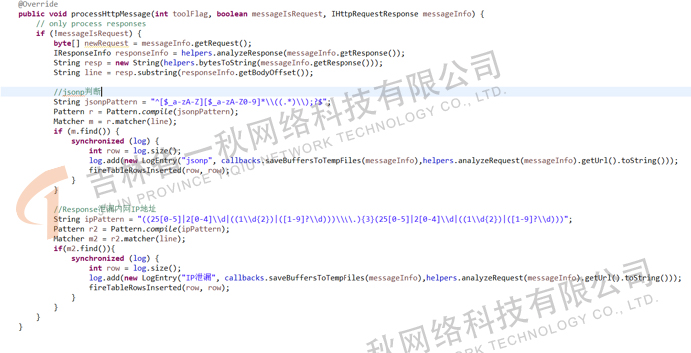 @Override
public void processHttpMessage(int toolFlag, boolean messageIsRequest, IHttpRequestResponse messageInfo) {
// only process responses
if (!messageIsRequest) {
byte[] newRequest = messageInfo.getRequest();
IResponseInfo responseInfo = helpers.analyzeResponse(messageInfo.getResponse());
String resp = new String(helpers.bytesToString(messageInfo.getResponse()));
String line = resp.substring(responseInfo.getBodyOffset());
//jsonp判断
String jsonpPattern = "^[$_a-zA-Z][$_a-zA-Z0-9]*\\((.*)\\);?$";
Pattern r = Pattern.compile(jsonpPattern);
Matcher m = r.matcher(line);
if (m.find()) {
synchronized (log) {
int row = log.size();
log.add(new LogEntry("jsonp", callbacks.saveBuffersToTempFiles(messageInfo),helpers.analyzeRequest(messageInfo).getUrl().toString()));
fireTableRowsInserted(row, row);
}
}
//Response泄漏内网IP地址
String ipPattern = "((25[0-5]|2[0-4]\\d|((1\\d{2})|([1-9]?\\d)))\\\\.){3}(25[0-5]|2[0-4]\\d|((1\\d{2})|([1-9]?\\d)))";
Pattern r2 = Pattern.compile(ipPattern);
Matcher m2 = r2.matcher(line);
if(m2.find()){
synchronized (log) {
int row = log.size();
log.add(new LogEntry("IP泄漏", callbacks.saveBuffersToTempFiles(messageInfo),helpers.analyzeRequest(messageInfo).getUrl().toString()));
fireTableRowsInserted(row, row);
}
}
}
}
吉林省一秋网络科技有限公司
JILIN PROVINCE YIQIU NETWORK TECHNOLOGY CO., LTD.
秋网络科技有限公司
NETWORK TECHNOLOGY CO., LTD.